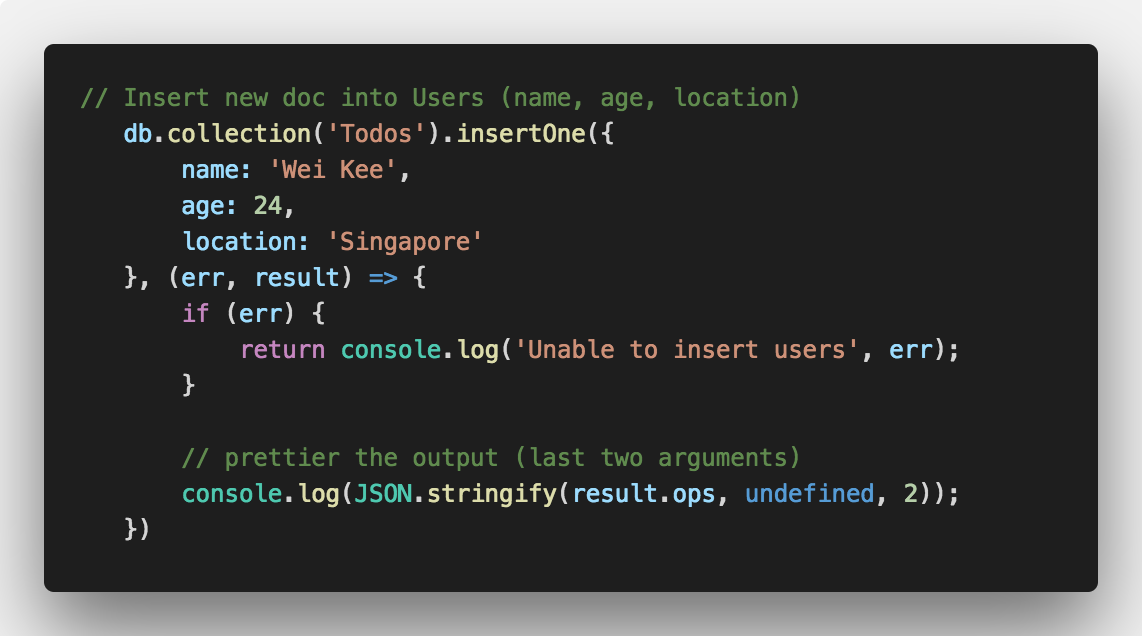 // Insert new doc into Users (name, age, location)
db.collection('Todos').insertOne({
name: 'Wei Kee',
age: 24,
location: 'Singapore'
}, (err, result) => {
if (err) {
return console.log('Unable to insert users', err);
}
// prettier the output (last two arguments)
console.log(JSON.stringify(result.ops, undefined, 2));
})